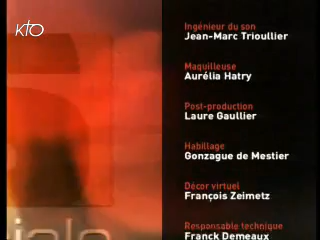 KTO
Ingénieur du son
Jean-Marc Trioullier
Maquilleuse
Aurélia Hatry
Post-production
Laure Gaullier
Habillage
Gonzague de Mestier
Décor virtuel
François Zeimetz
Responsable technique
Franck Demeaux